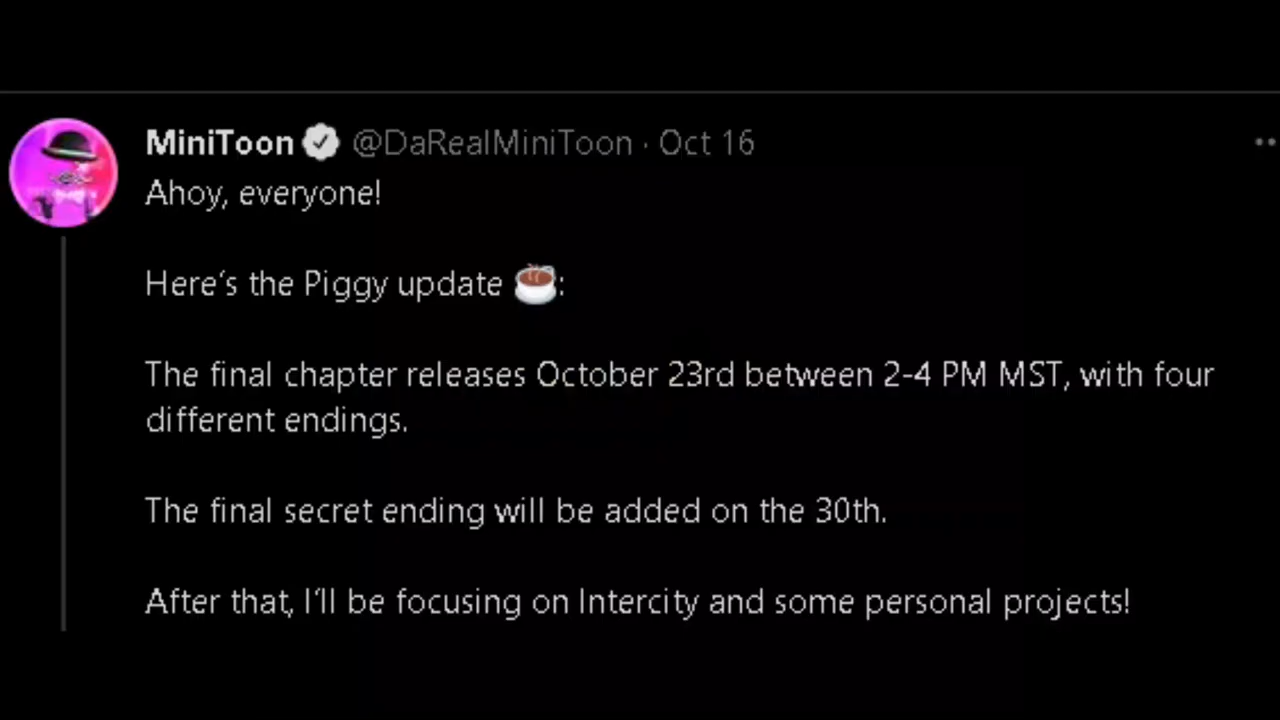 MiniToon @DaRealMiniToon · Oct 16
Ahoy, everyone!
Here's the Piggy update ☕:
The final chapter releases October 23rd between 2-4 PM MST, with four
different endings.
The final secret ending will be added on the 30th.
After that, I'll be focusing on Intercity and some personal projects!